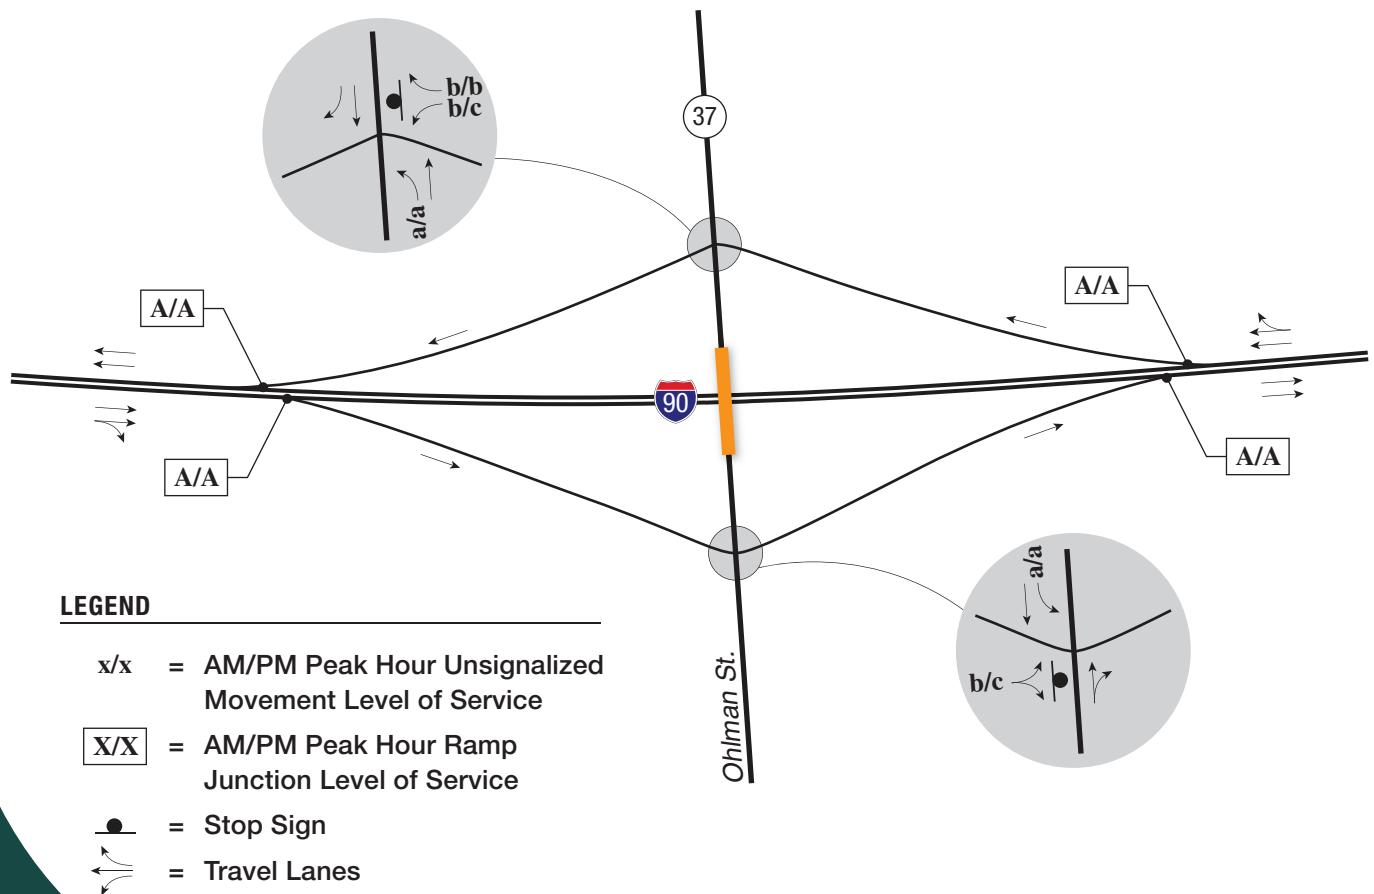 b/b
b/c
a/a
37
A/A
A/A
90
A/A
A/A
a/a
b/c
Ohlman St.
LEGEND
x/x = AM/PM Peak Hour Unsignalized
Movement Level of Service
X/X = AM/PM Peak Hour Ramp
Junction Level of Service
= Stop Sign
= Travel Lanes